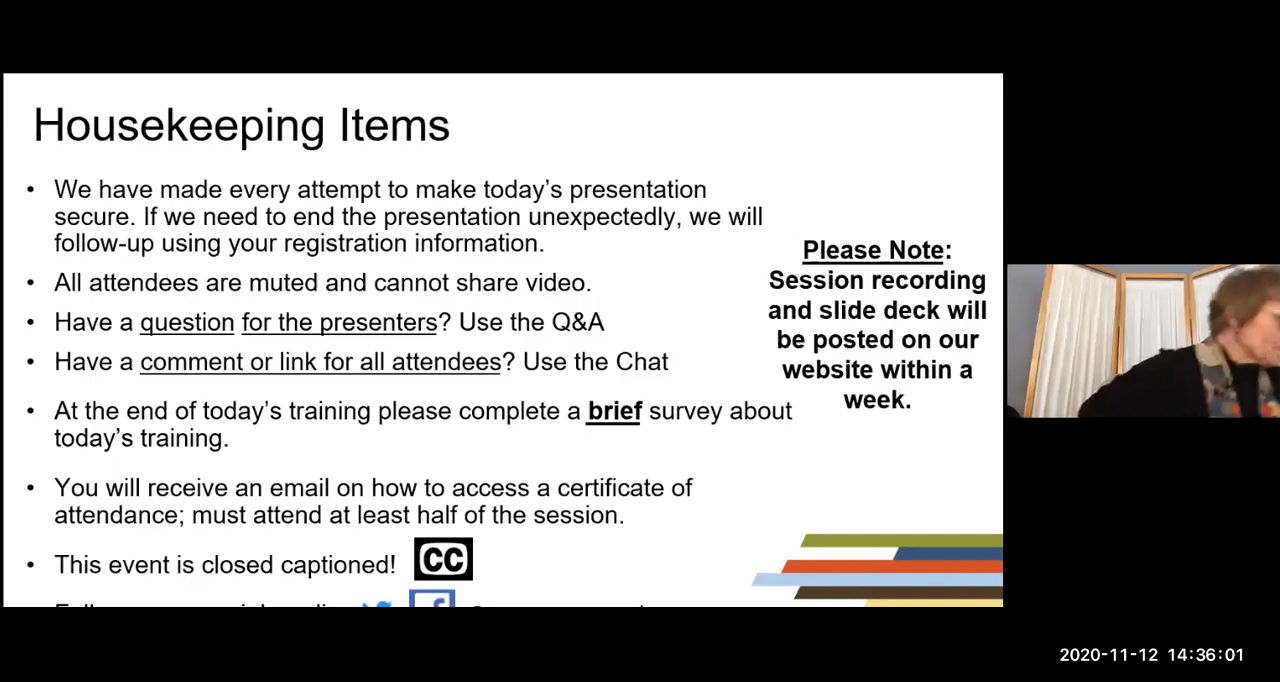 Housekeeping Items
• We have made every attempt to make today's presentation
secure. If we need to end the presentation unexpectedly, we will
follow-up using your registration information.
• All attendees are muted and cannot share video.
• Have a question for the presenters? Use the Q&A
• Have a comment or link for all attendees? Use the Chat
• At the end of today's training please complete a brief survey about
today's training.
• You will receive an email on how to access a certificate of
attendance; must attend at least half of the session.
• This event is closed captioned! CC
Please Note:
Session recording
and slide deck will
be posted on our
website within a
week.
2020-11-12 14:36:01